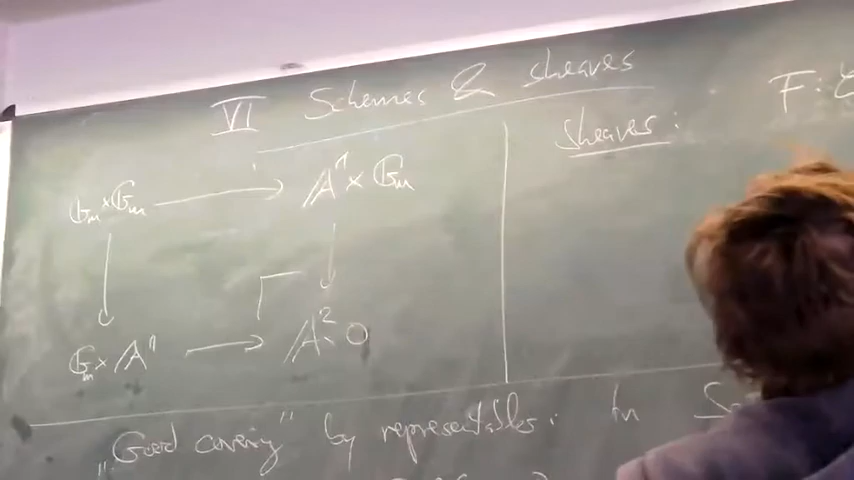 VI Schemes & sheaves
𝔾ₘ×𝔾ₘ → 𝔸¹×𝔾ₘ
𝔾ₘ×𝔸¹ → 𝔸²∖0
Sheaves: F:
"Good covering" by representables: In